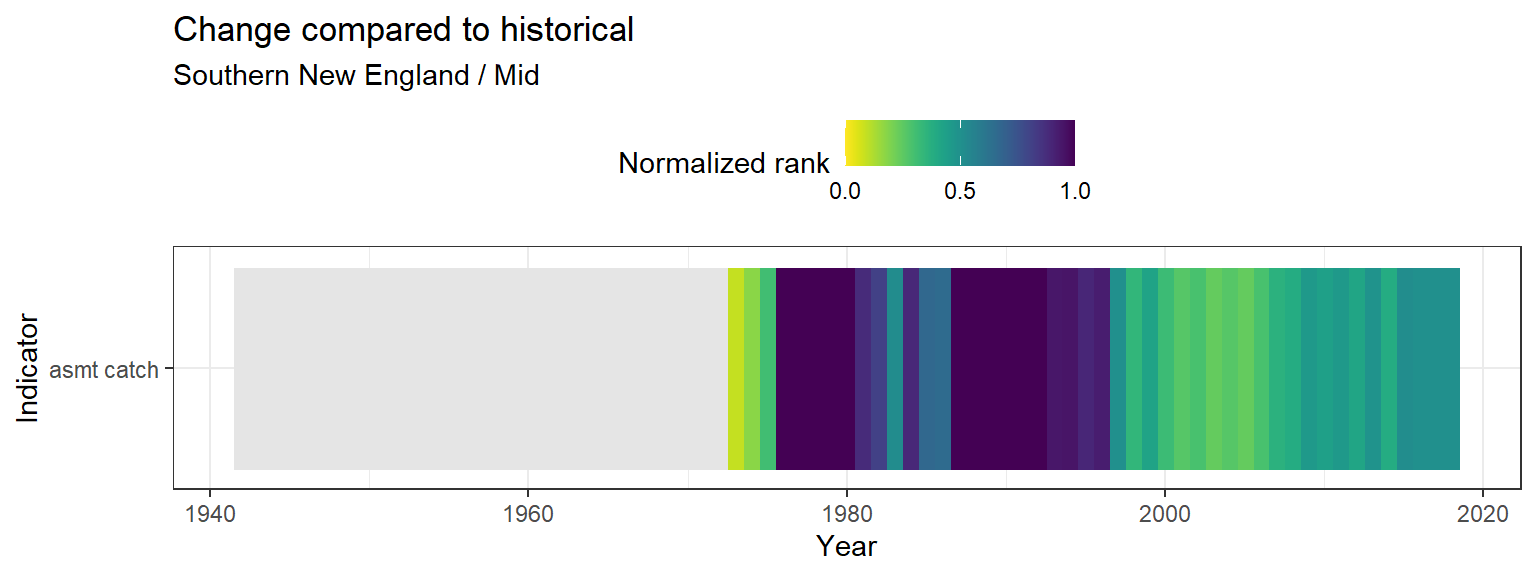 Change compared to historical
Southern New England / Mid
Normalized rank
0.0 0.5 1.0
Indicator
asmt catch
1940 1960 1980 2000 2020
Year